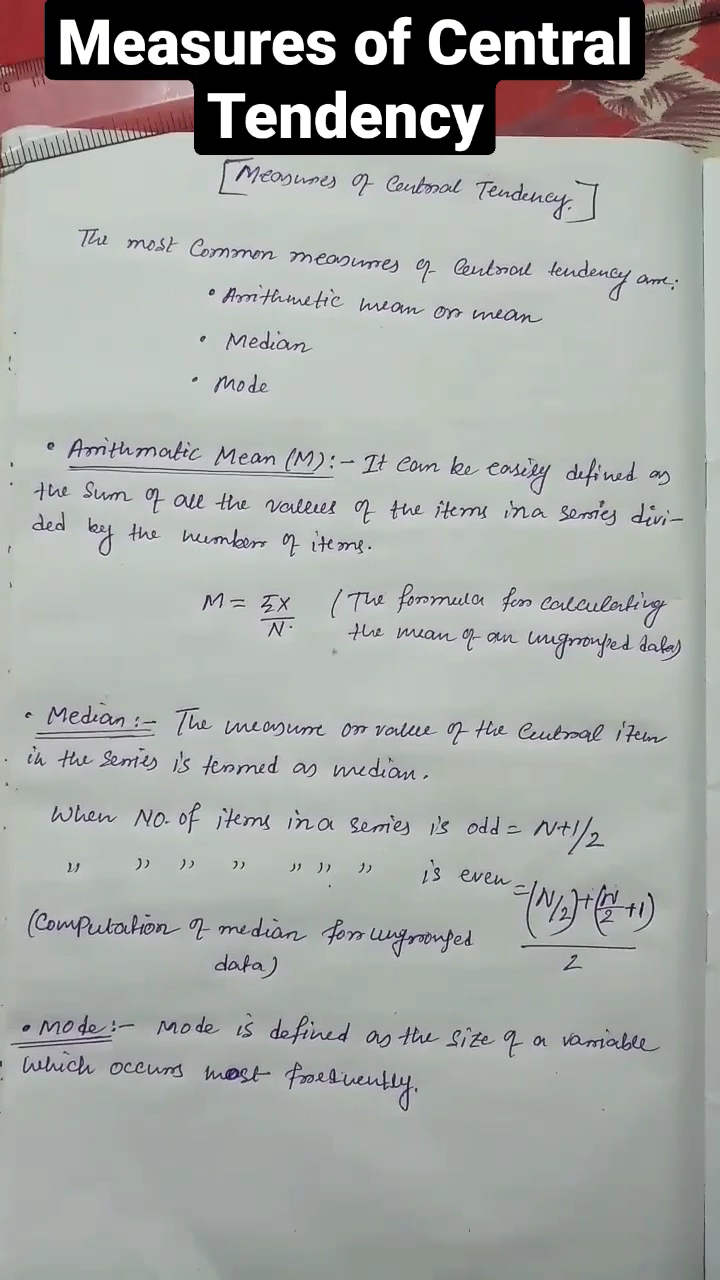 Measures of Central
Tendency
[Measures of Central Tendency.]
The most Common measures of Central tendency are:
• Arithmetic mean or mean
• Median
• Mode
• Arrithmatic Mean (M):- It can be easily defined as
the Sum of all the values of the items in a series divi-
ded by the number of items.
M = ΣX/N. (The formula for calculating
the mean of an ungrouped data)
• Median:- The measure or value of the Central item
in the series is termed as median.
When NO. of items in a series is odd = N+1/2
" " " " " " " is even = (N/2)+(N/2+1)/2
(Computation of median for ungrouped
data)
• Mode:- Mode is defined as the size of a variable
which occurs most frequently.